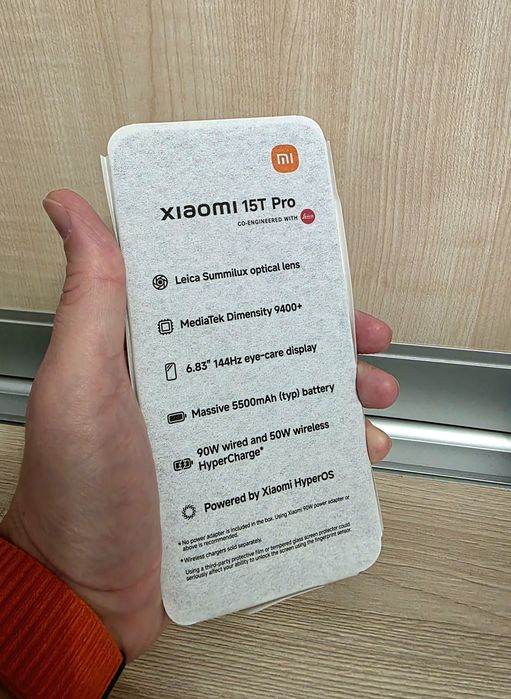 mi
xiaomi 15T Pro
CO-ENGINEERED WITH Leica
Leica Summilux optical lens
MediaTek Dimensity 9400+
6.83" 144Hz eye-care display
Massive 5500mAh (typ) battery
90W wired and 50W wireless
HyperCharge*
Powered by Xiaomi HyperOS
*No power adapter is included in the box. Using Xiaomi 90W power adapter or
above is recommended.
*Wireless chargers sold separately.
Using a third-party protective film or tempered glass screen protector could
seriously affect your ability to unlock the screen using the fingerprint sensor.